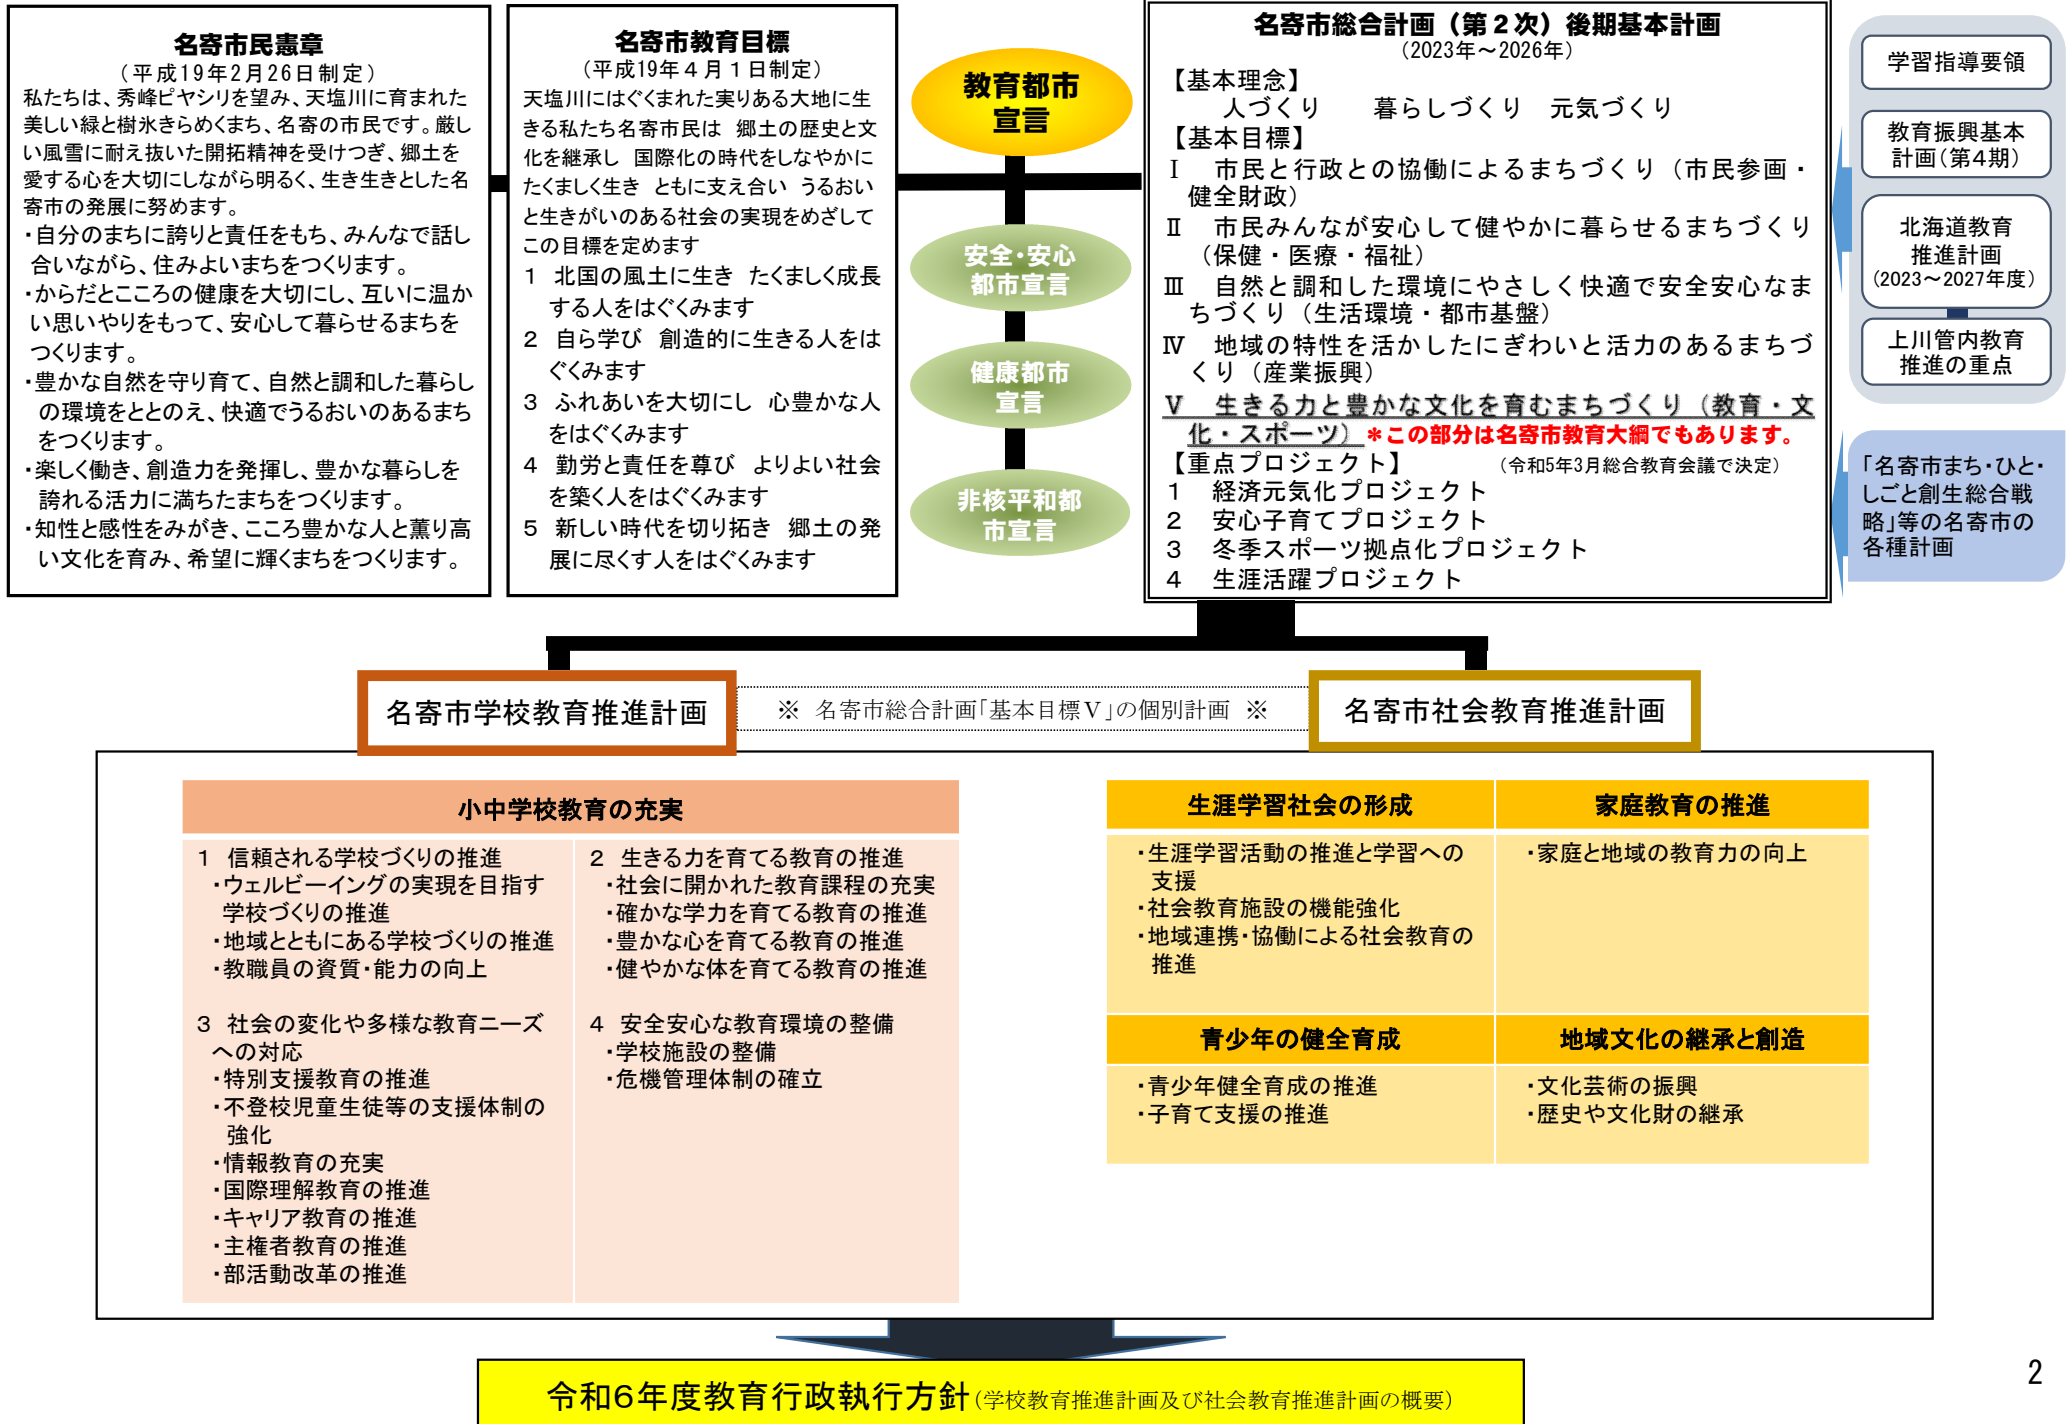 名寄市民憲章
（平成19年2月26日制定）
私たちは、秀峰ピヤシリを望み、天塩川に育まれた
美しい緑と樹氷きらめくまち、名寄の市民です。厳し
い風雪に耐え抜いた開拓精神を受けつぎ、郷土を
愛する心を大切にしながら明るく、生き生きとした名
寄市の発展に努めます。
・自分のまちに誇りと責任をもち、みんなで話し
合いながら、住みよいまちをつくります。
・からだとこころの健康を大切にし、互いに温か
い思いやりをもって、安心して暮らせるまちを
つくります。
・豊かな自然を守り育て、自然と調和した暮らし
の環境をととのえ、快適でうるおいのあるまち
をつくります。
・楽しく働き、創造力を発揮し、豊かな暮らしを
誇れる活力に満ちたまちをつくります。
・知性と感性をみがき、こころ豊かな人と薫り高
い文化を育み、希望に輝くまちをつくります。
名寄市教育目標
（平成19年４月１日制定）
天塩川にはぐくまれた実りある大地に生
きる私たち名寄市民は　郷土の歴史と文
化を継承し　国際化の時代をしなやかに
たくましく生き　ともに支え合い　うるおい
と生きがいのある社会の実現をめざして
この目標を定めます
１　北国の風土に生き　たくましく成長
する人をはぐくみます
２　自ら学び　創造的に生きる人をは
ぐくみます
３　ふれあいを大切にし　心豊かな人
をはぐくみます
４　勤労と責任を尊び　よりよい社会
を築く人をはぐくみます
５　新しい時代を切り拓き　郷土の発
展に尽くす人をはぐくみます
教育都市
宣言
安全・安心
都市宣言
健康都市
宣言
非核平和都
市宣言
名寄市総合計画（第２次）後期基本計画
（2023年～2026年）
【基本理念】
人づくり　　暮らしづくり　元気づくり
【基本目標】
Ⅰ　市民と行政との協働によるまちづくり（市民参画・
健全財政）
Ⅱ　市民みんなが安心して健やかに暮らせるまちづくり
（保健・医療・福祉）
Ⅲ　自然と調和した環境にやさしく快適で安全安心なま
ちづくり（生活環境・都市基盤）
Ⅳ　地域の特性を活かしたにぎわいと活力のあるまちづ
くり（産業振興）
Ⅴ　生きる力と豊かな文化を育むまちづくり（教育・文
化・スポーツ）＊この部分は名寄市教育大綱でもあります。
【重点プロジェクト】　（令和5年3月総合教育会議で決定）
１　経済元気化プロジェクト
２　安心子育てプロジェクト
３　冬季スポーツ拠点化プロジェクト
４　生涯活躍プロジェクト
学習指導要領
教育振興基本
計画（第4期）
北海道教育
推進計画
（2023～2027年度）
上川管内教育
推進の重点
「名寄市まち・ひと・
しごと創生総合戦
略」等の名寄市の
各種計画
名寄市学校教育推進計画
※　名寄市総合計画「基本目標Ⅴ」の個別計画　※
名寄市社会教育推進計画
小中学校教育の充実
１　信頼される学校づくりの推進
・ウェルビーイングの実現を目指す
学校づくりの推進
・地域とともにある学校づくりの推進
・教職員の資質・能力の向上
２　生きる力を育てる教育の推進
・社会に開かれた教育課程の充実
・確かな学力を育てる教育の推進
・豊かな心を育てる教育の推進
・健やかな体を育てる教育の推進
３　社会の変化や多様な教育ニーズ
への対応
・特別支援教育の推進
・不登校児童生徒等の支援体制の
強化
・情報教育の充実
・国際理解教育の推進
・キャリア教育の推進
・主権者教育の推進
・部活動改革の推進
４　安全安心な教育環境の整備
・学校施設の整備
・危機管理体制の確立
生涯学習社会の形成
・生涯学習活動の推進と学習への
支援
・社会教育施設の機能強化
・地域連携・協働による社会教育の
推進
家庭教育の推進
・家庭と地域の教育力の向上
青少年の健全育成
・青少年健全育成の推進
・子育て支援の推進
地域文化の継承と創造
・文化芸術の振興
・歴史や文化財の継承
令和６年度教育行政執行方針（学校教育推進計画及び社会教育推進計画の概要）
2